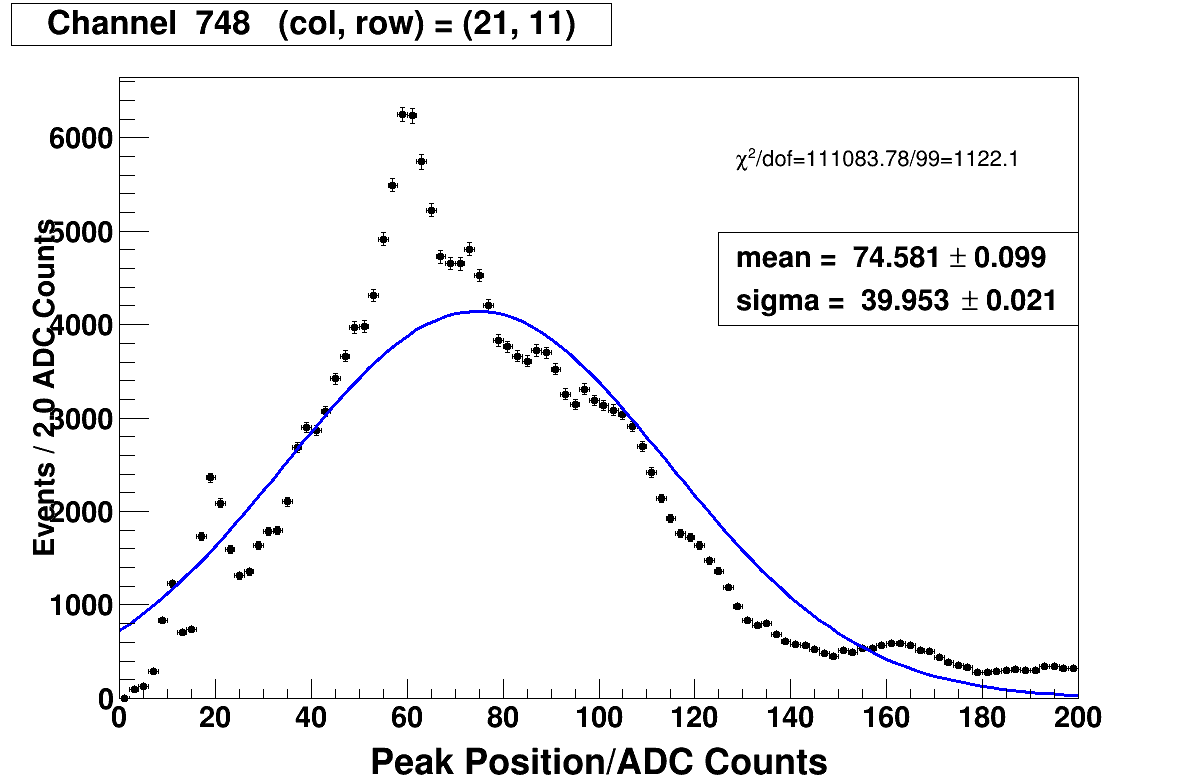 Channel 748 (col, row) = (21, 11)
χ²/dof=111083.78/99=1122.1
mean = 74.581 ± 0.099
sigma = 39.953 ± 0.021
Events / 2.0 ADC Counts
6000
5000
4000
3000
2000
1000
0
0 20 40 60 80 100 120 140 160 180 200
Peak Position/ADC Counts